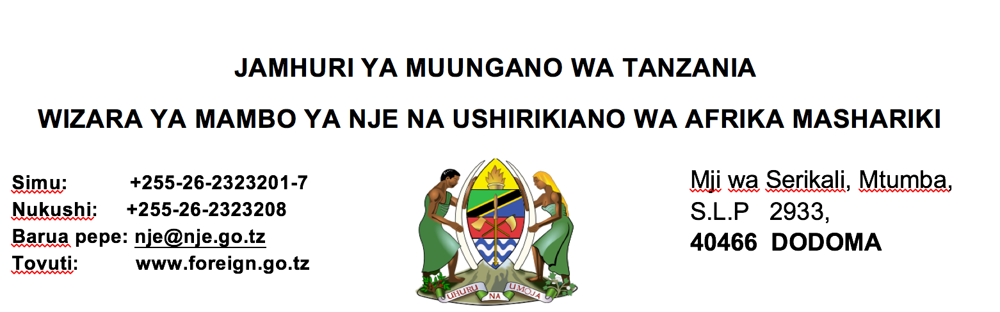 JAMHURI YA MUUNGANO WA TANZANIA
WIZARA YA MAMBO YA NJE NA USHIRIKIANO WA AFRIKA MASHARIKI
Simu: +255-26-2323201-7
Nukushi: +255-26-2323208
Barua pepe: nje@nje.go.tz
Tovuti: www.foreign.go.tz
UHURU NA UMOJA
Mji wa Serikali, Mtumba,
S.L.P 2933,
40466 DODOMA